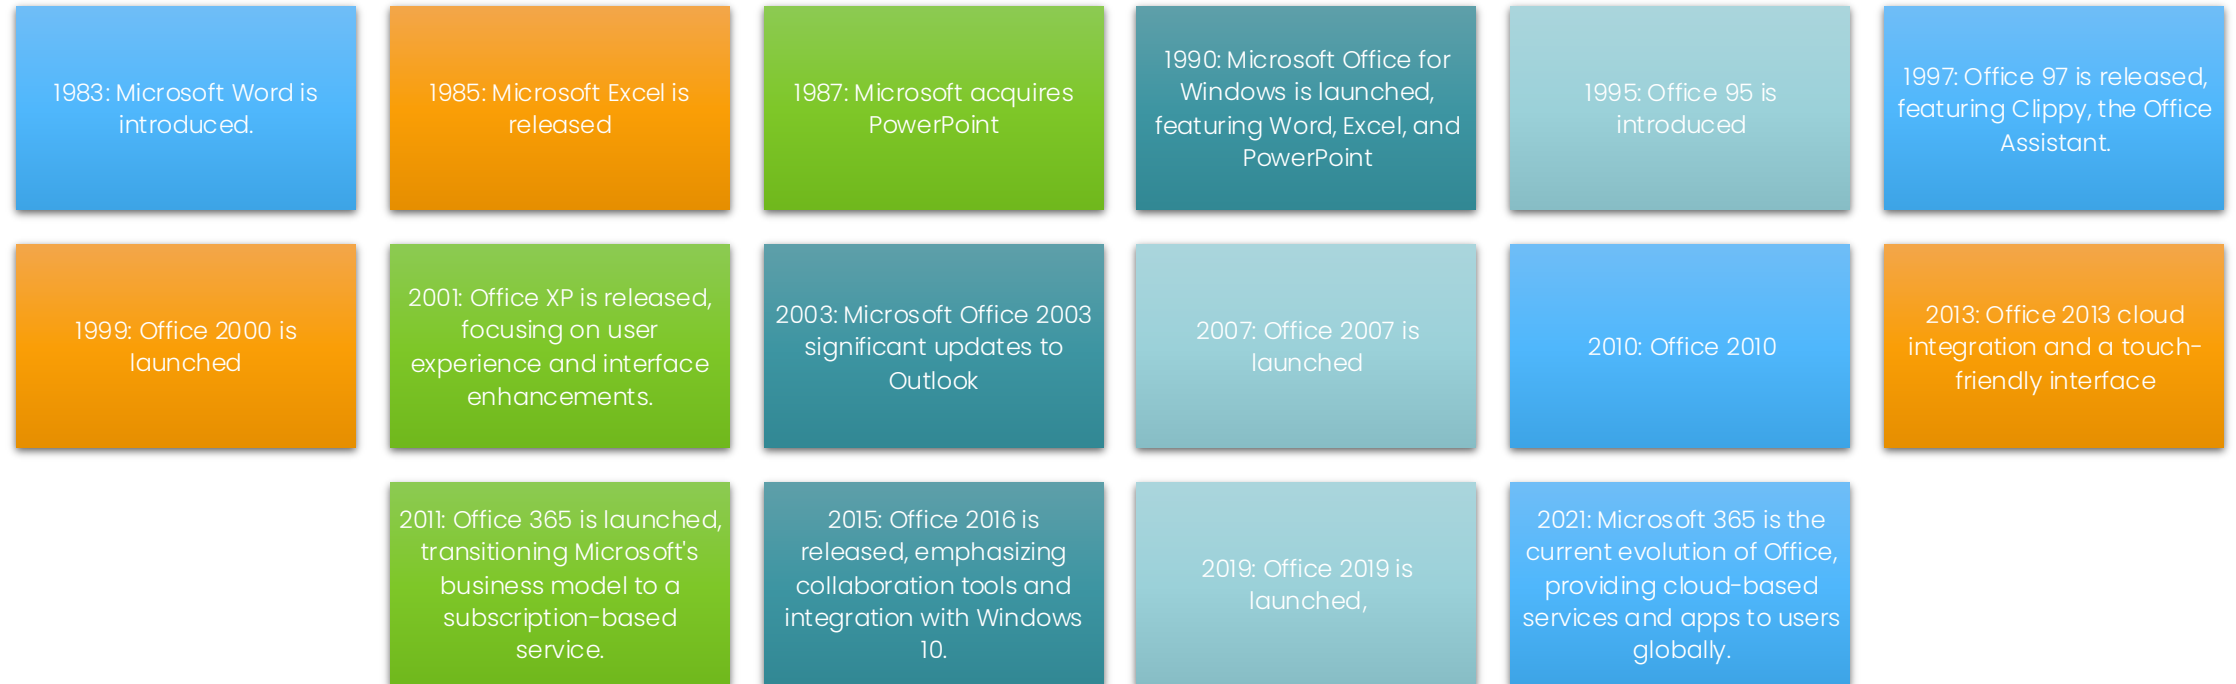 1983: Microsoft Word is
introduced.
1985: Microsoft Excel is
released
1987: Microsoft acquires
PowerPoint
1990: Microsoft Office for
Windows is launched,
featuring Word, Excel, and
PowerPoint
1995: Office 95 is
introduced
1997: Office 97 is released,
featuring Clippy, the Office
Assistant.
1999: Office 2000 is
launched
2001: Office XP is released,
focusing on user
experience and interface
enhancements.
2003: Microsoft Office 2003
significant updates to
Outlook
2007: Office 2007 is
launched
2010: Office 2010
2013: Office 2013 cloud
integration and a touch-
friendly interface
2011: Office 365 is launched,
transitioning Microsoft's
business model to a
subscription-based
service.
2015: Office 2016 is
released, emphasizing
collaboration tools and
integration with Windows
10.
2019: Office 2019 is
launched,
2021: Microsoft 365 is the
current evolution of Office,
providing cloud-based
services and apps to users
globally.